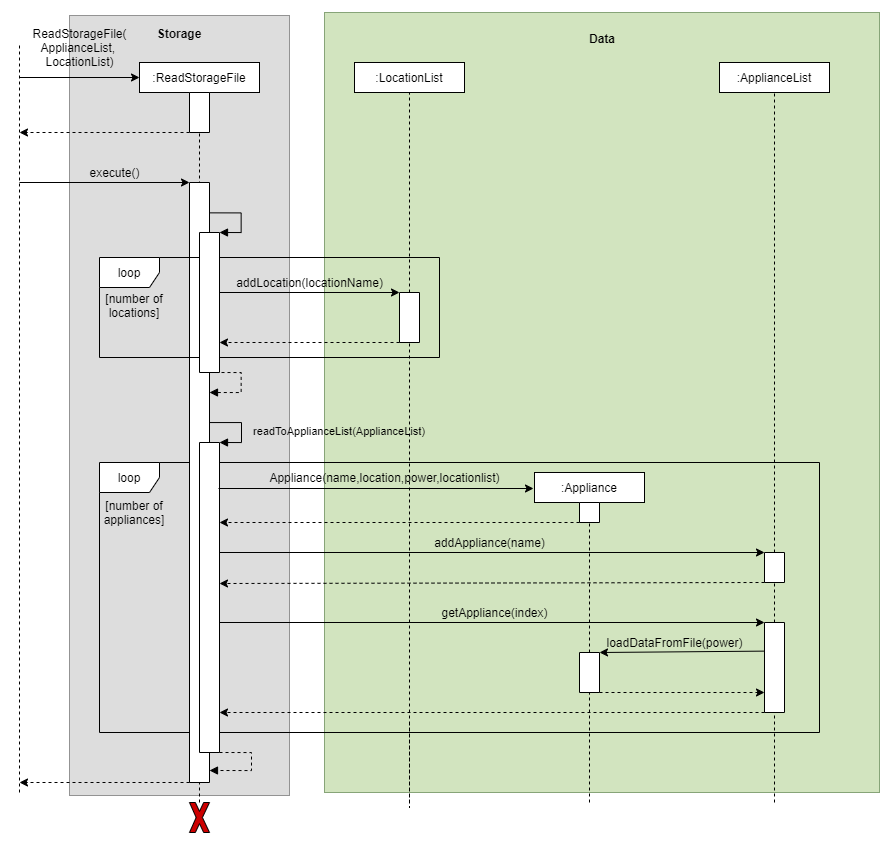 ReadStorageFile(
ApplianceList,
LocationList)
Storage
Data
:ReadStorageFile
:LocationList
:ApplianceList
execute()
loop
[number of
locations]
addLocation(locationName)
readToApplianceList(ApplianceList)
loop
[number of
appliances]
Appliance(name,location,power,locationlist)
:Appliance
addAppliance(name)
getAppliance(index)
loadDataFromFile(power)
X